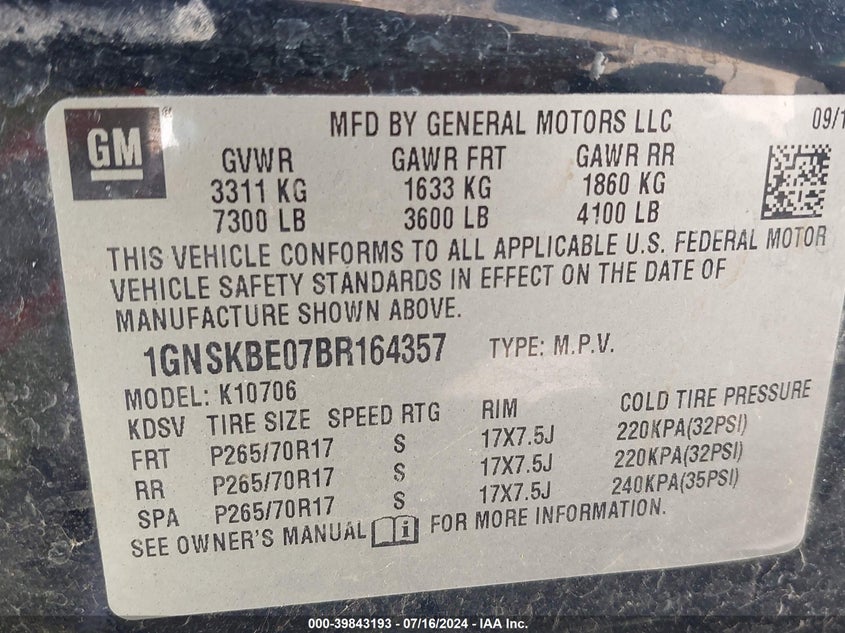 GM
MFD BY GENERAL MOTORS LLC 09/1
GVWR GAWR FRT GAWR RR
3311 KG 1633 KG 1860 KG
7300 LB 3600 LB 4100 LB
THIS VEHICLE CONFORMS TO ALL APPLICABLE U.S. FEDERAL MOTOR
VEHICLE SAFETY STANDARDS IN EFFECT ON THE DATE OF
MANUFACTURE SHOWN ABOVE.
1GNSKBE07BR164357 TYPE: M.P.V.
MODEL: K10706
KDSV TIRE SIZE SPEED RTG RIM COLD TIRE PRESSURE
FRT P265/70R17 S 17X7.5J 220KPA(32PSI)
RR P265/70R17 S 17X7.5J 220KPA(32PSI)
SPA P265/70R17 S 17X7.5J 240KPA(35PSI)
SEE OWNER'S MANUAL i FOR MORE INFORMATION.
000-39843193 - 07/16/2024 - IAA Inc.